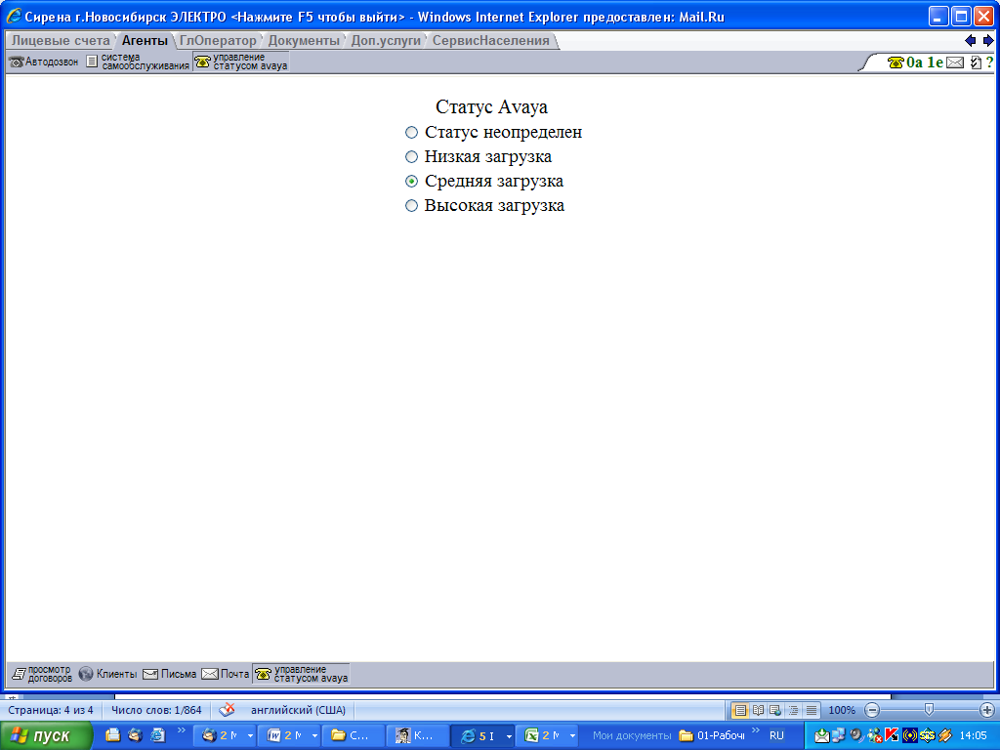 Сирена г.Новосибирск ЭЛЕКТРО <Нажмите F5 чтобы выйти> - Windows Internet Explorer предоставлен: Mail.Ru
Лицевые счета Агенты ГлОператор Документы Доп.услуги СервисНаселения
Автодозвон система самообслуживания управление статусом avaya 0а 1е ?
Статус Avaya
Статус неопределен
Низкая загрузка
Средняя загрузка
Высокая загрузка
просмотр договоров Клиенты Письма Почта управление статусом avaya
Страница: 4 из 4 Число слов: 1/864 английский (США) 100%
пуск 2 2 С... К... 5 2 Мои документы 01-Рабоч RU 14:05